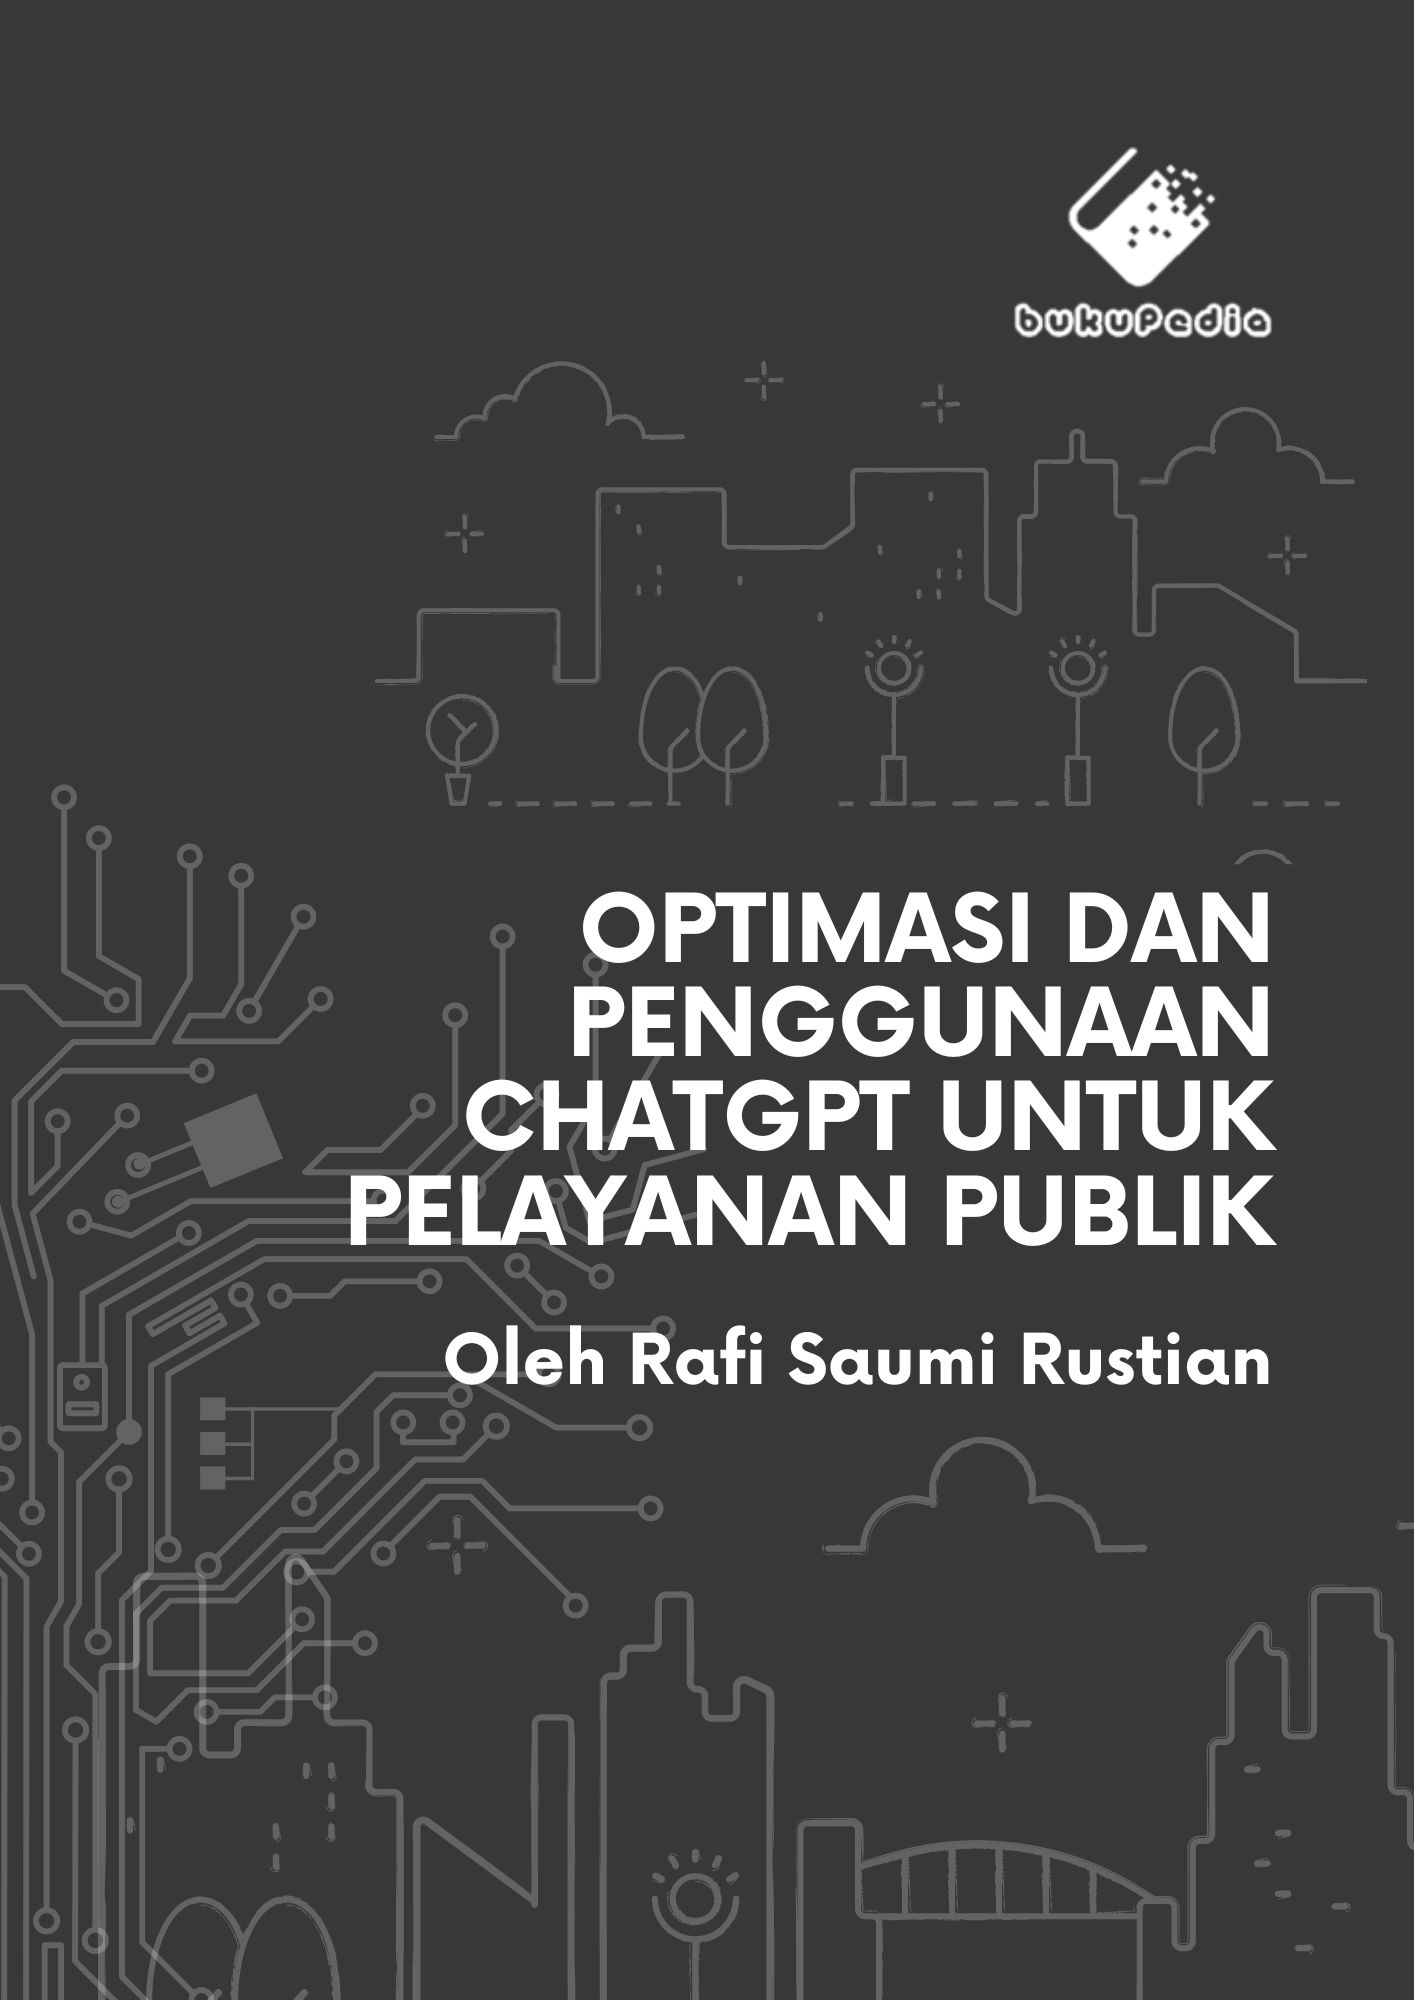 bukuPedia
OPTIMASI DAN
PENGGUNAAN
CHATGPT UNTUK
PELAYANAN PUBLIK
Oleh Rafi Saumi Rustian